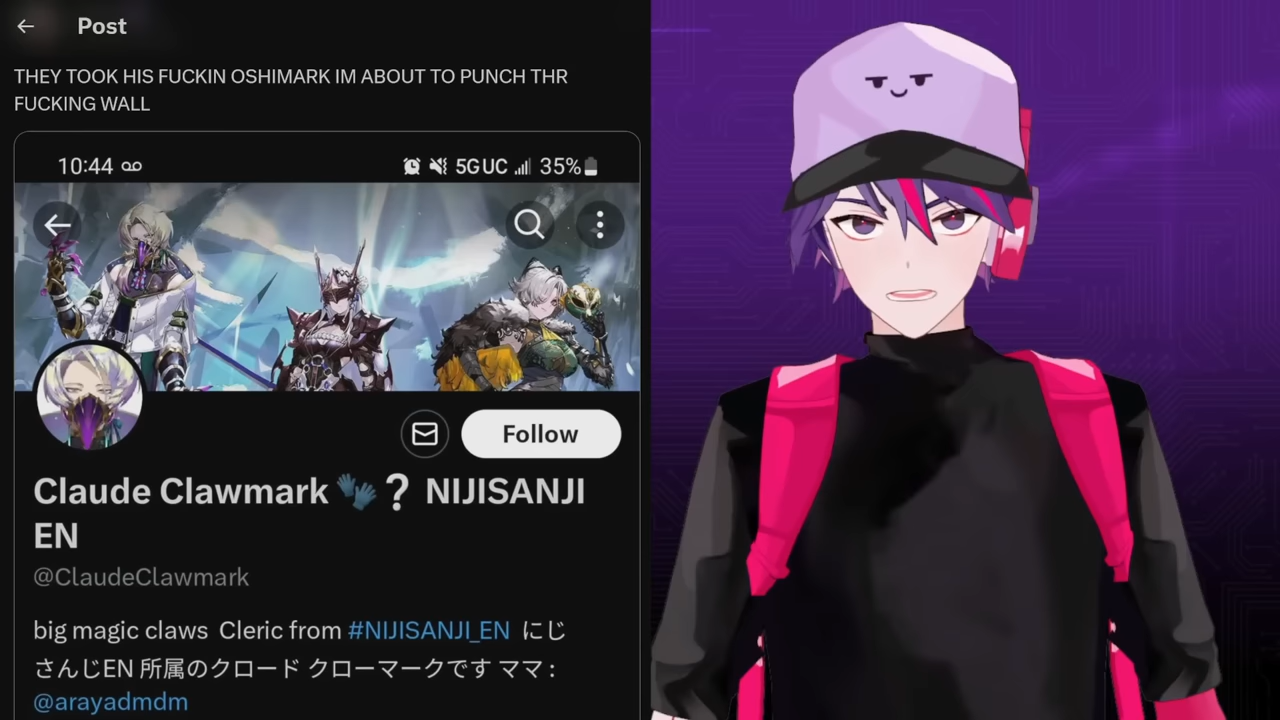 Post
THEY TOOK HIS FUCKIN OSHIMARK IM ABOUT TO PUNCH THR
FUCKING WALL
10:44 5GUC 35%
Follow
Claude Clawmark 🧤❔ NIJISANJI
EN
@ClaudeClawmark
big magic claws Cleric from #NIJISANJI_EN にじ
さんじEN 所属のクロード クローマークです ママ :
@arayadmdm